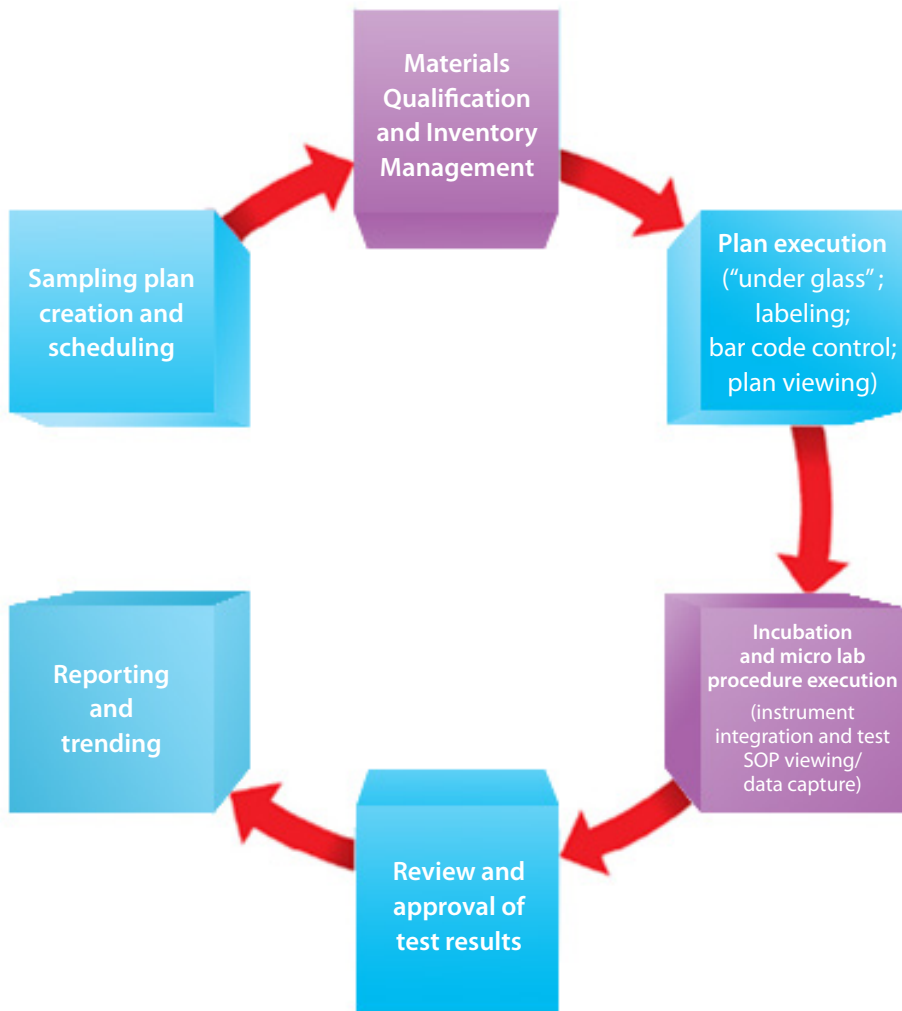 Materials
Qualification
and Inventory
Management
Sampling plan
creation and
scheduling
Plan execution
(“under glass”;
labeling;
bar code control;
plan viewing)
Incubation
and micro lab
procedure execution
(instrument
integration and test
SOP viewing/
data capture)
Review and
approval of
test results
Reporting
and
trending